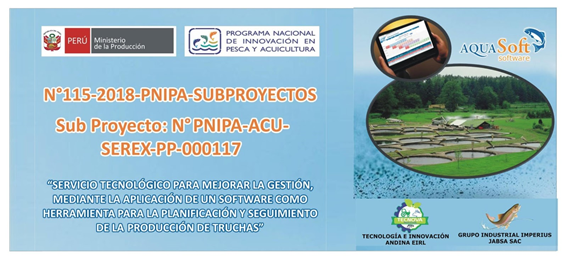 PERÚ
Ministerio
de la Producción
PROGRAMA NACIONAL
DE INNOVACIÓN EN
PESCA Y ACUICULTURA
N°115-2018-PNIPA-SUBPROYECTOS
Sub Proyecto: N° PNIPA-ACU-
SEREX-PP-000117
"SERVICIO TECNOLÓGICO PARA MEJORAR LA GESTIÓN,
MEDIANTE LA APLICACIÓN DE UN SOFTWARE COMO
HERRAMIENTA PARA LA PLANIFICACIÓN Y SEGUIMIENTO
DE LA PRODUCCIÓN DE TRUCHAS"
AQUASoft
software
TECNOLOGÍA E INNOVACIÓN
ANDINA EIRL
GRUPO INDUSTRIAL IMPERIUS
JABSA SAC